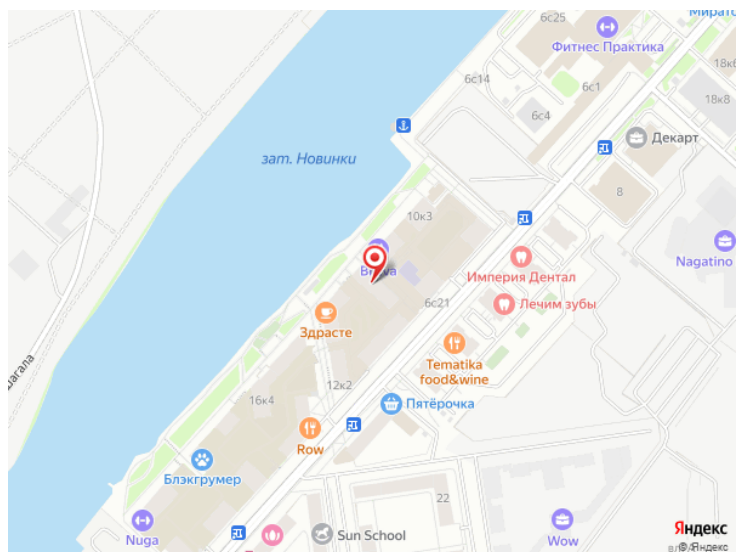 Мирато
6с25
Фитнес Практика
18к6
6с14
6с1
18к8
6с4
Декарт
зат. Новинки
8
10к3
Империя Дентал
Nagatino
Лечим зубы
6с21
Здрасте
Tematika
food&wine
шагала
12к2
16к4
Пятёрочка
Row
Блэкгрумер
22
Nuga
Sun School
Wow
Яндекс
© Яндекс